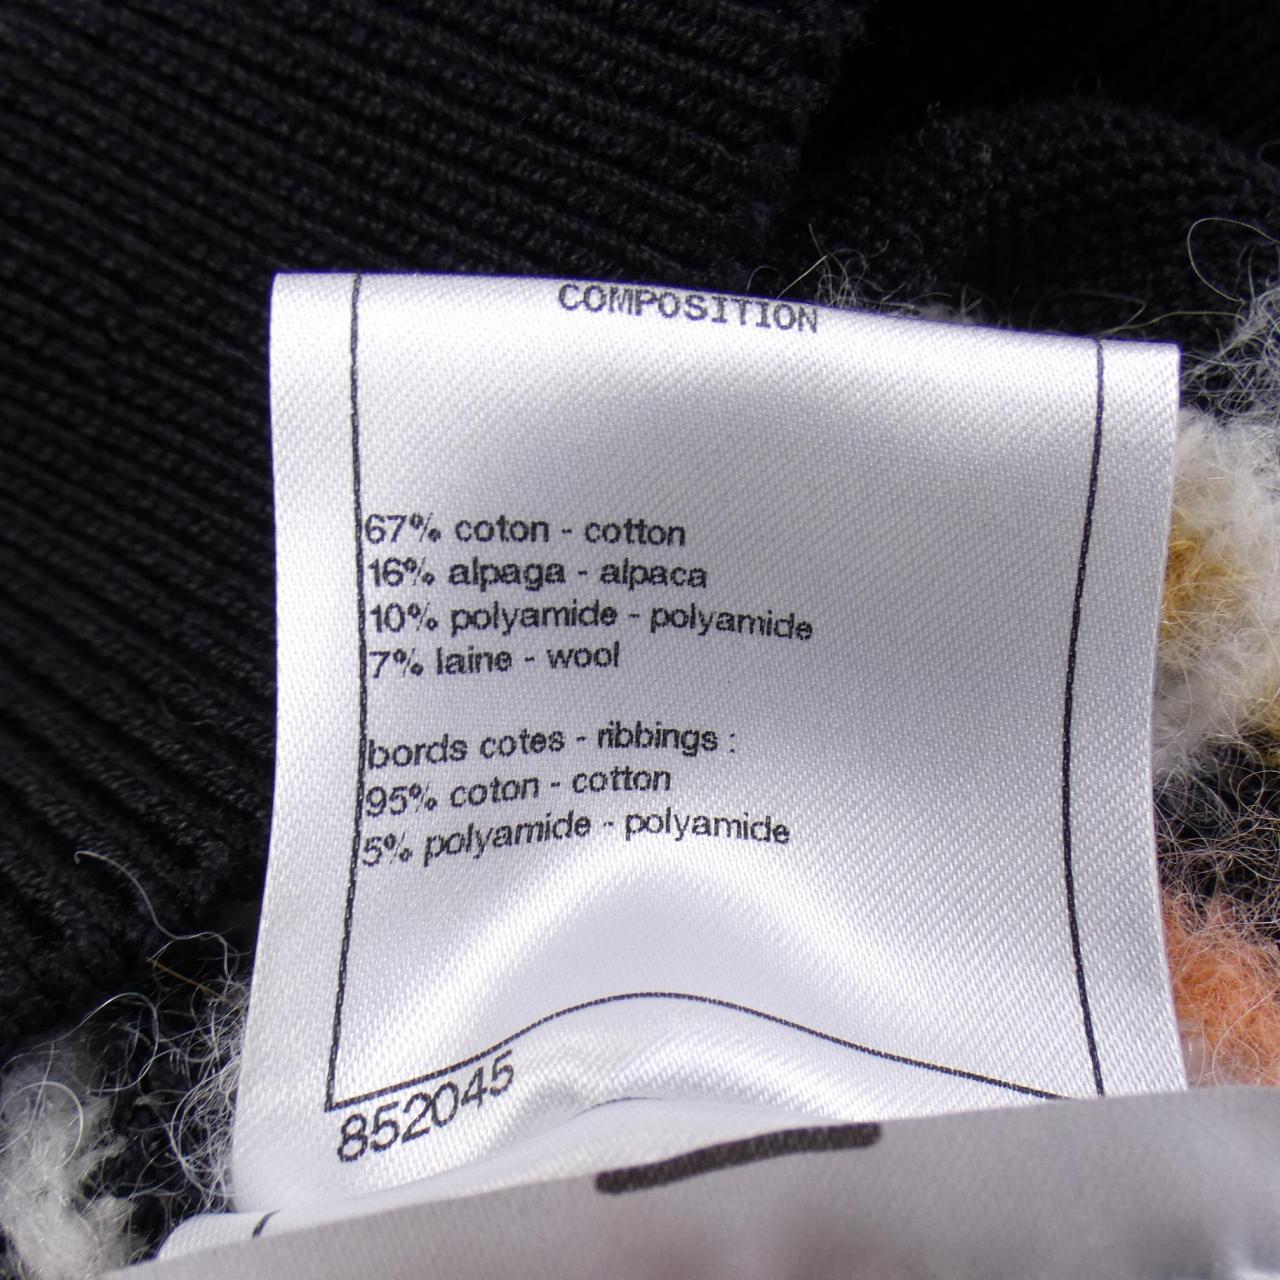 COMPOSITION
67% coton - cotton
16% alpaga - alpaca
10% polyamide - polyamide
7% laine - wool
bords cotes - ribbings :
95% coton - cotton
5% polyamide - polyamide
852045